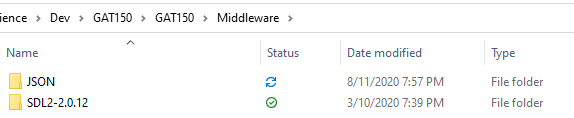 ience > Dev > GAT150 > GAT150 > Middleware >
Name Status Date modified Type
JSON 8/11/2020 7:57 PM File folder
SDL2-2.0.12 3/10/2020 7:39 PM File folder